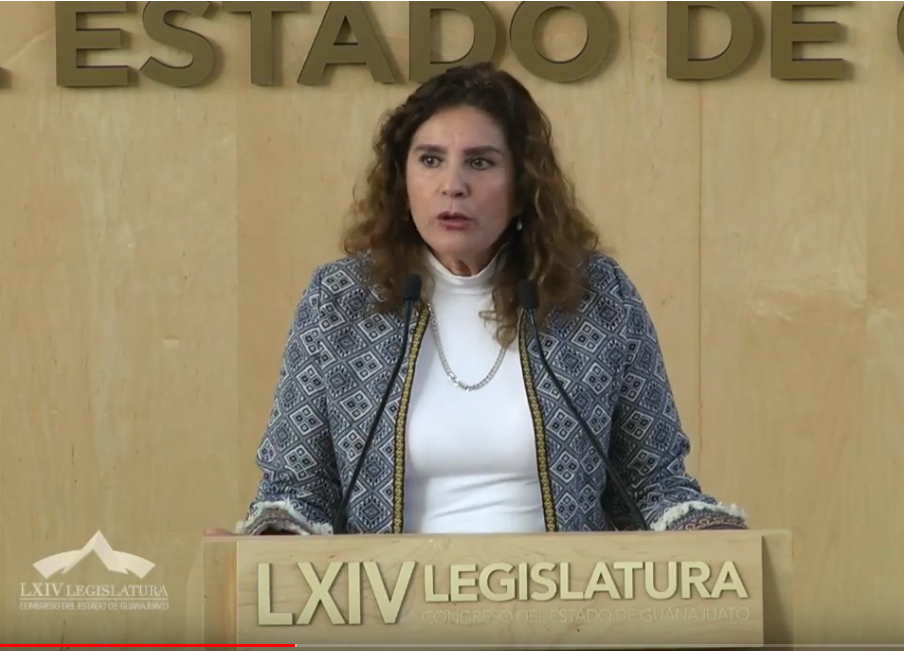 ESTADO DE
LXIV LEGISLATURA
CONGRESO DEL ESTADO DE GUANAJUATO
LXIV LEGISLATURA
CONGRESO DEL ESTADO DE GUANAJUATO